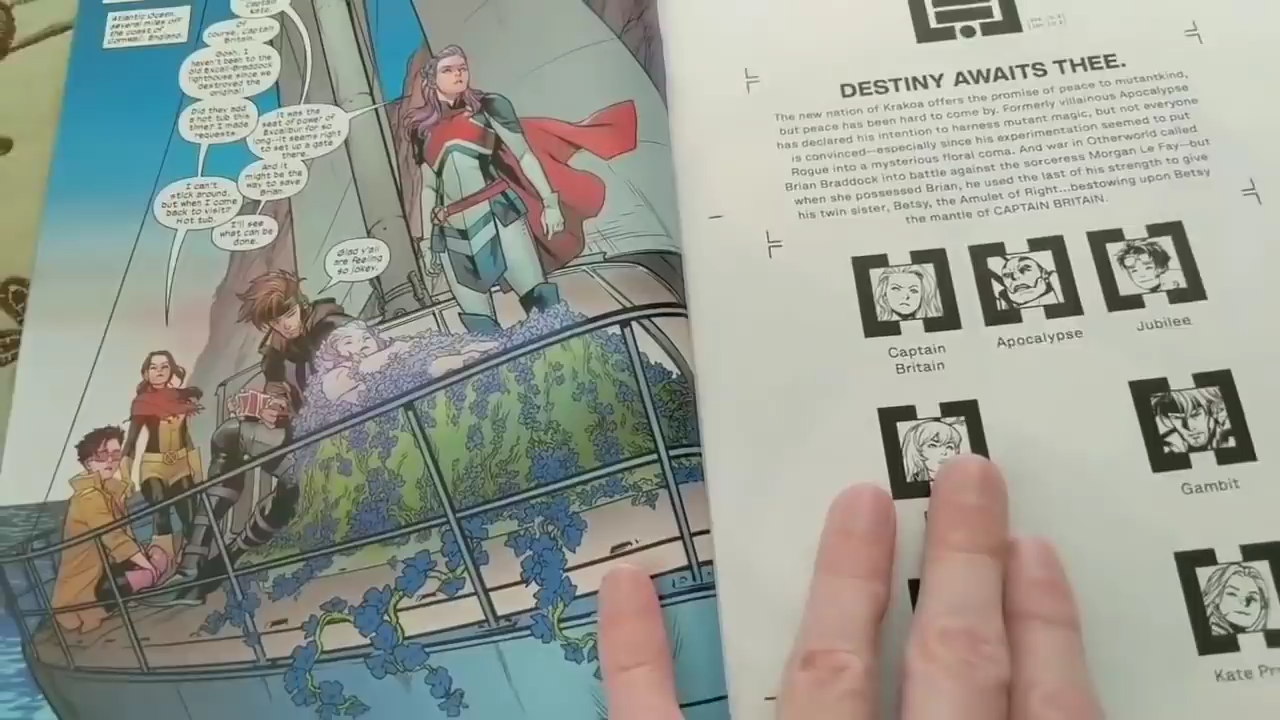 Atlantic Ocean,
several miles off
the coast of
Cornwall, England.
Captain
Kate.
Of
course, Captain
Britain.
Gosh, I
haven't been to the
old Excali-Braddock
lighthouse since we
destroyed the
original!
Did they add
a hot tub this
time? I made
requests.
It was the
seat of power of
Excalibur for so
long--it seems right
to set up a gate
there.
And it
might be the
way to save
Brian.
I can't
stick around,
but when I come
back to visit?
Hot tub.
I'll see
what can be
done.
Glad y'all
are feeling
so jokey.
DESTINY AWAITS THEE.
The new nation of Krakoa offers the promise of peace to mutantkind,
but peace has been hard to come by. Formerly villainous Apocalypse
has declared his intention to harness mutant magic, but not everyone
is convinced—especially since his experimentation seemed to put
Rogue into a mysterious floral coma. And war in Otherworld called
Brian Braddock into battle against the sorceress Morgan Le Fay—but
when she possessed Brian, he used the last of his strength to give
his twin sister, Betsy, the Amulet of Right...bestowing upon Betsy
the mantle of CAPTAIN BRITAIN.
Captain
Britain
Apocalypse
Jubilee
Gambit
Kate Pr